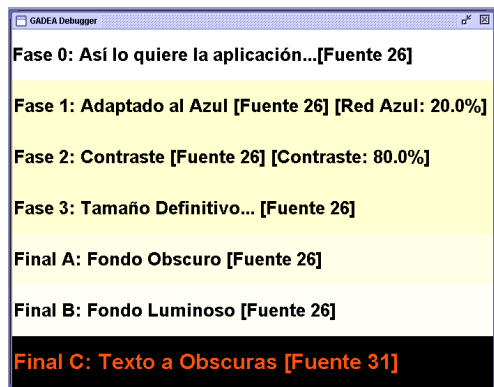 GADEA Debugger
Fase 0: Así lo quiere la aplicación...[Fuente 26]
Fase 1: Adaptado al Azul [Fuente 26] [Red Azul: 20.0%]
Fase 2: Contraste [Fuente 26] [Contraste: 80.0%]
Fase 3: Tamaño Definitivo... [Fuente 26]
Final A: Fondo Obscuro [Fuente 26]
Final B: Fondo Luminoso [Fuente 26]
Final C: Texto a Obscuras [Fuente 31]